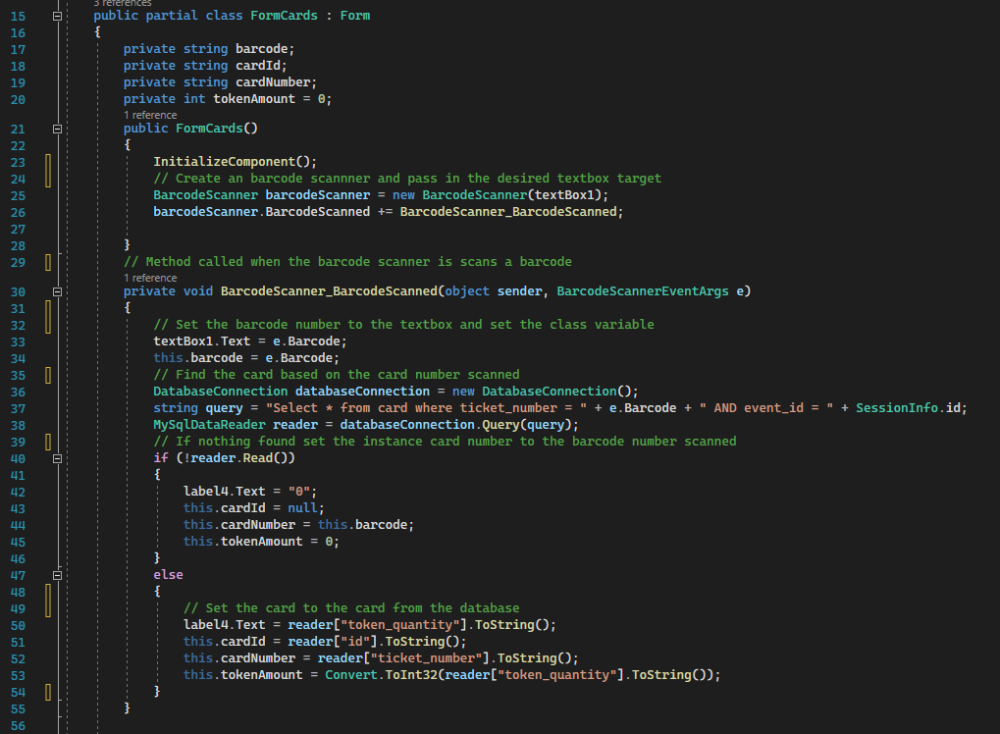 3 references
15 public partial class FormCards : Form
16 {
17 private string barcode;
18 private string cardId;
19 private string cardNumber;
20 private int tokenAmount = 0;
1 reference
21 public FormCards()
22 {
23 InitializeComponent();
24 // Create an barcode scannner and pass in the desired textbox target
25 BarcodeScanner barcodeScanner = new BarcodeScanner(textBox1);
26 barcodeScanner.BarcodeScanned += BarcodeScanner_BarcodeScanned;
27
28 }
29 // Method called when the barcode scanner is scans a barcode
1 reference
30 private void BarcodeScanner_BarcodeScanned(object sender, BarcodeScannerEventArgs e)
31 {
32 // Set the barcode number to the textbox and set the class variable
33 textBox1.Text = e.Barcode;
34 this.barcode = e.Barcode;
35 // Find the card based on the card number scanned
36 DatabaseConnection databaseConnection = new DatabaseConnection();
37 string query = "Select * from card where ticket_number = " + e.Barcode + " AND event_id = " + SessionInfo.id;
38 MySqlDataReader reader = databaseConnection.Query(query);
39 // If nothing found set the instance card number to the barcode number scanned
40 if (!reader.Read())
41 {
42 label4.Text = "0";
43 this.cardId = null;
44 this.cardNumber = this.barcode;
45 this.tokenAmount = 0;
46 }
47 else
48 {
49 // Set the card to the card from the database
50 label4.Text = reader["token_quantity"].ToString();
51 this.cardId = reader["id"].ToString();
52 this.cardNumber = reader["ticket_number"].ToString();
53 this.tokenAmount = Convert.ToInt32(reader["token_quantity"].ToString());
54 }
55 }
56